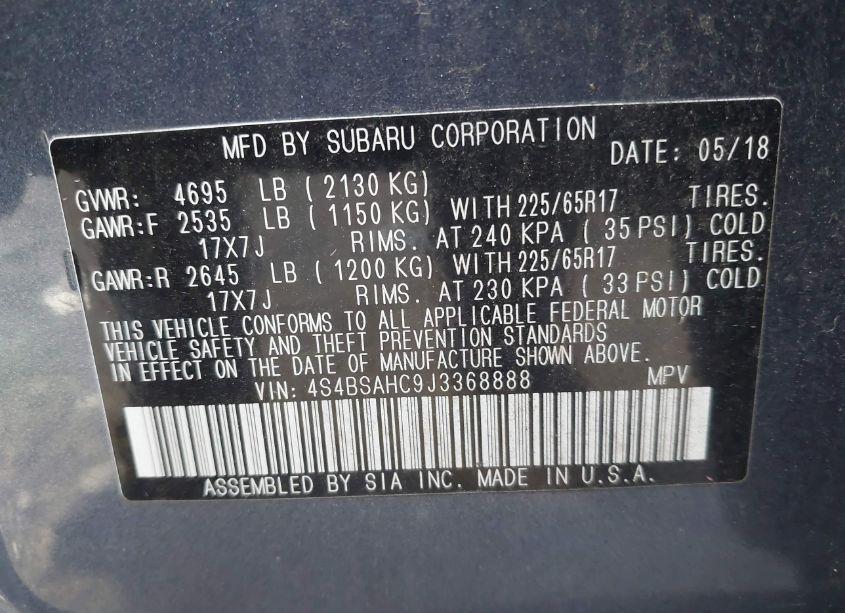 MFD BY SUBARU CORPORATION DATE: 05/18
GVWR: 4695 LB (2130 KG)
GAWR:F 2535 LB (1150 KG) WITH 225/65R17 TIRES.
17X7J RIMS. AT 240 KPA (35 PSI) COLD
GAWR:R 2645 LB (1200 KG) WITH 225/65R17 TIRES.
17X7J RIMS. AT 230 KPA (33 PSI) COLD
THIS VEHICLE CONFORMS TO ALL APPLICABLE FEDERAL MOTOR
VEHICLE SAFETY AND THEFT PREVENTION STANDARDS
IN EFFECT ON THE DATE OF MANUFACTURE SHOWN ABOVE.
VIN: 4S4BSAHC9J3368888 MPV
ASSEMBLED BY SIA INC. MADE IN U.S.A.